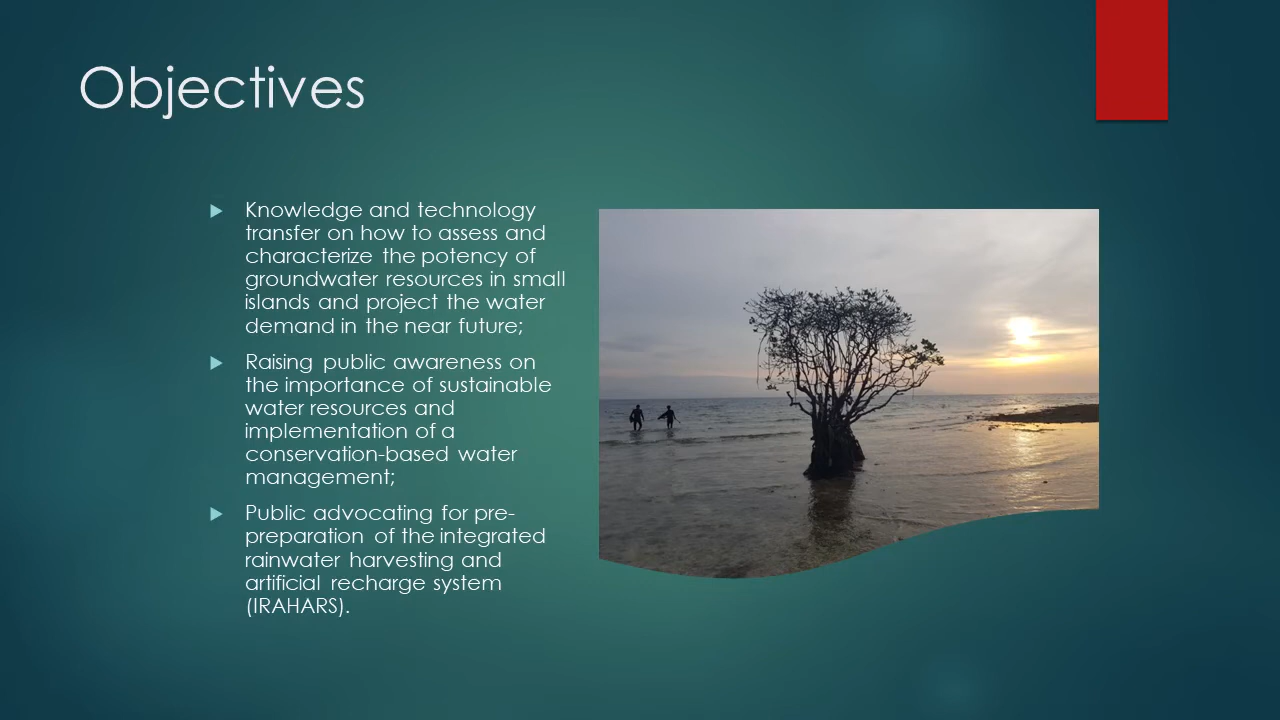 Objectives
Knowledge and technology
transfer on how to assess and
characterize the potency of
groundwater resources in small
islands and project the water
demand in the near future;
Raising public awareness on
the importance of sustainable
water resources and
implementation of a
conservation-based water
management;
Public advocating for pre-
preparation of the integrated
rainwater harvesting and
artificial recharge system
(IRAHARS).